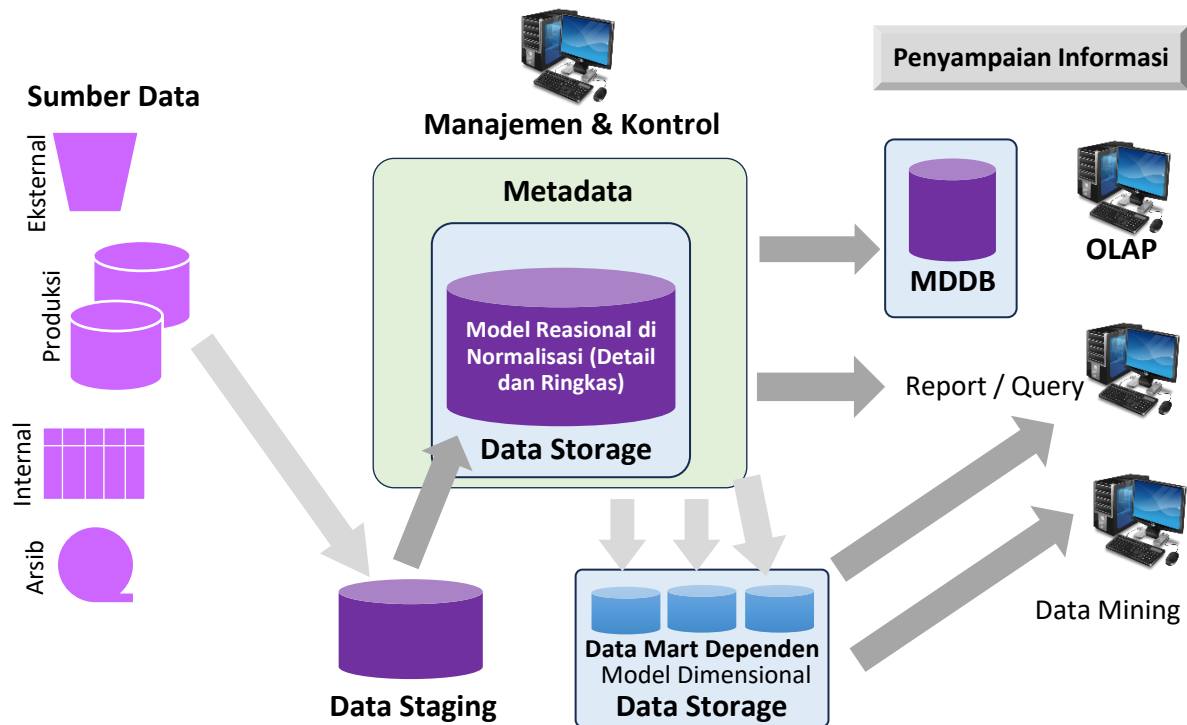 Sumber Data
Eksternal
Produksi
Internal
Arsib
Manajemen & Kontrol
Metadata
Model Reasional di
Normalisasi (Detail
dan Ringkas)
Data Storage
Data Staging
Data Mart Dependen
Model Dimensional
Data Storage
Penyampaian Informasi
MDDB
OLAP
Report / Query
Data Mining